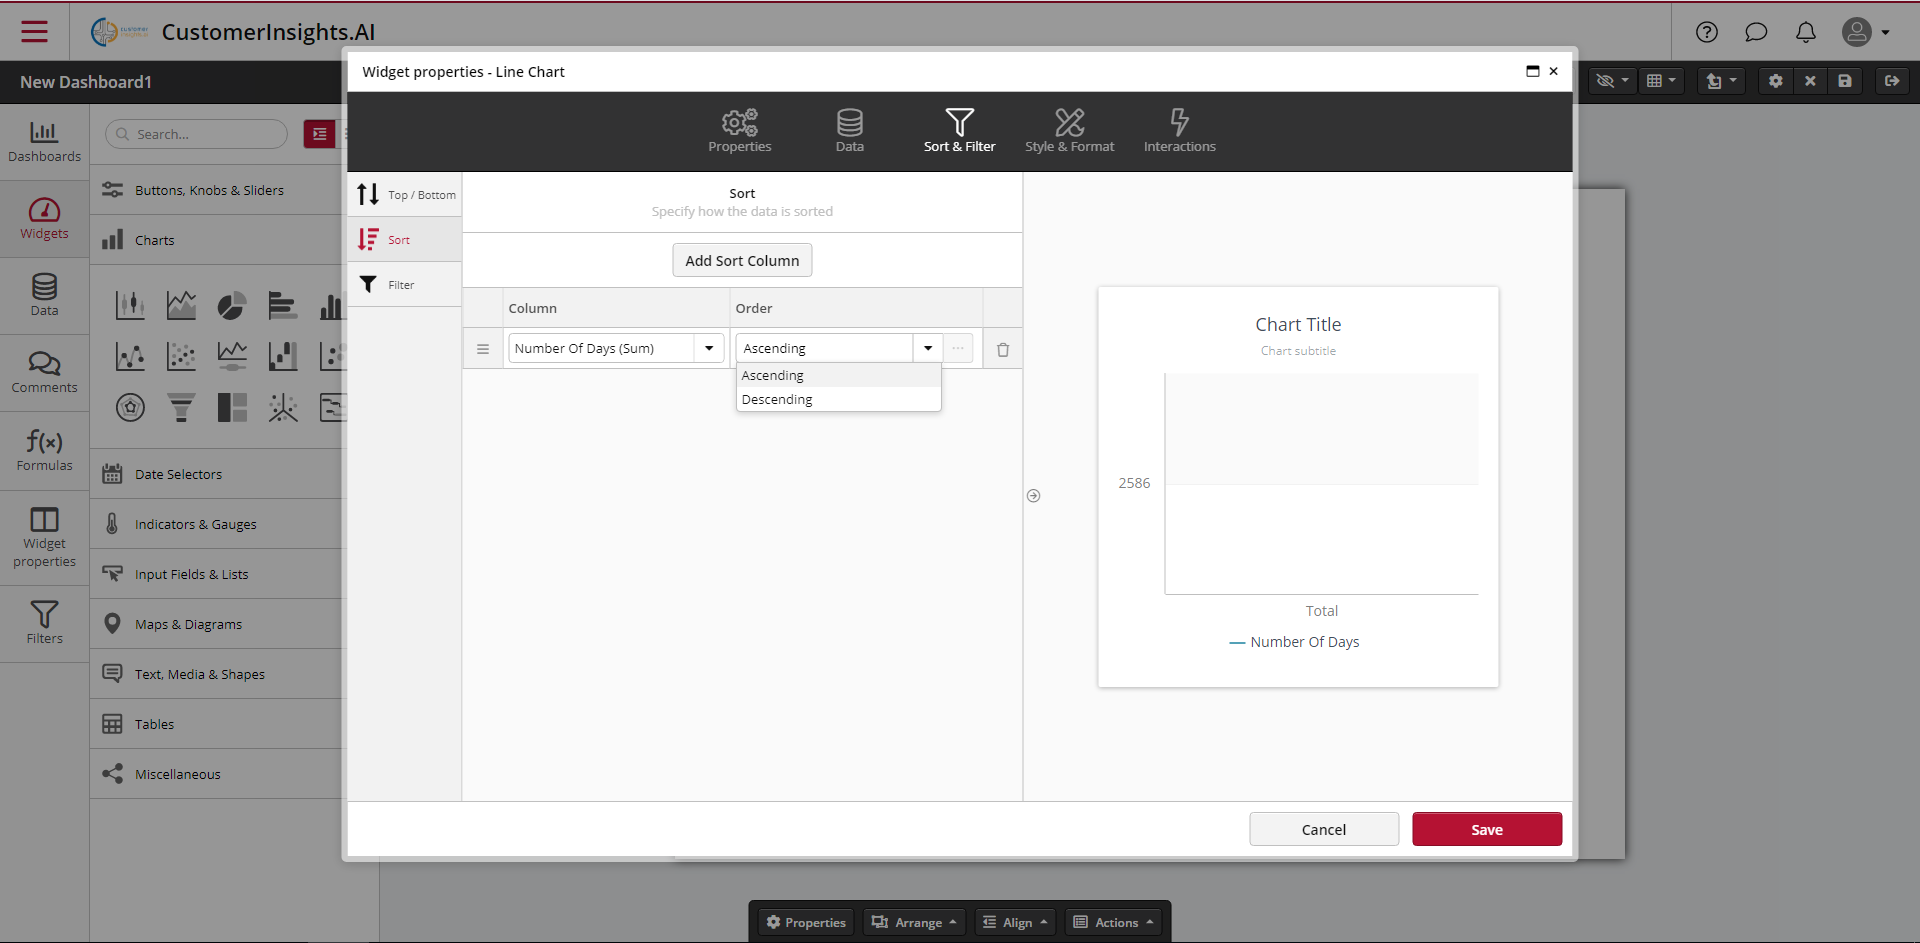 CustomerInsights.AI
New Dashboard1
Widget properties - Line Chart
Properties
Data
Sort & Filter
Style & Format
Interactions
Dashboards
Widgets
Data
Comments
f(x)
Formulas
Widget
properties
Filters
Search...
Buttons, Knobs & Sliders
Charts
Date Selectors
Indicators & Gauges
Input Fields & Lists
Maps & Diagrams
Text, Media & Shapes
Tables
Miscellaneous
Top / Bottom
Sort
Filter
Sort
Specify how the data is sorted
Add Sort Column
Column
Order
Number Of Days (Sum)
Ascending
Ascending
Descending
Chart Title
Chart subtitle
2586
Total
Number Of Days
Cancel
Save
Properties
Arrange
Align
Actions